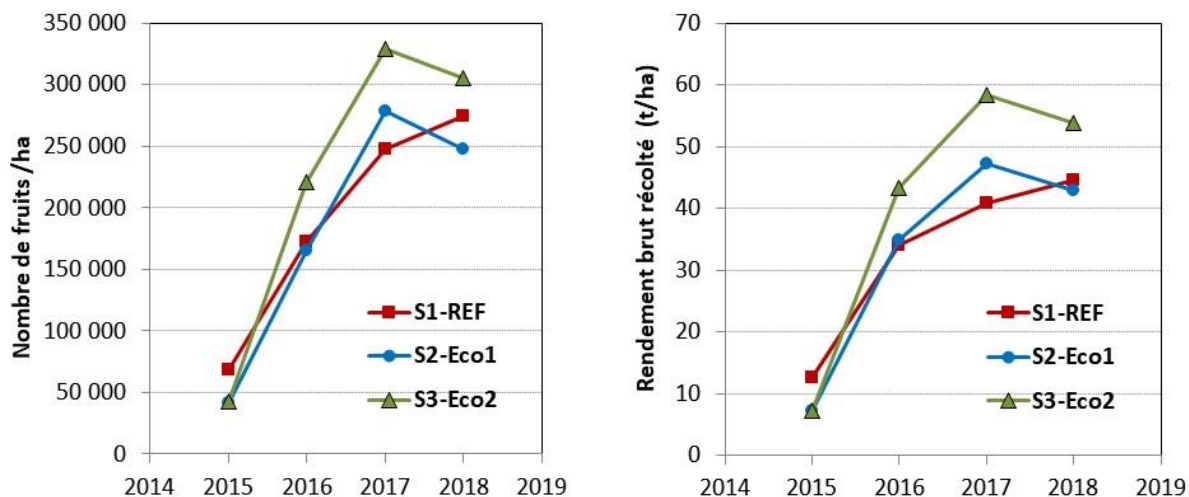 Nombre de fruits /ha
350 000
300 000
250 000
200 000
150 000
100 000
50 000
0
2014 2015 2016 2017 2018 2019
S1-REF
S2-Eco1
S3-Eco2
Rendement brut récolté (t/ha)
70
60
50
40
30
20
10
0
2014 2015 2016 2017 2018 2019
S1-REF
S2-Eco1
S3-Eco2